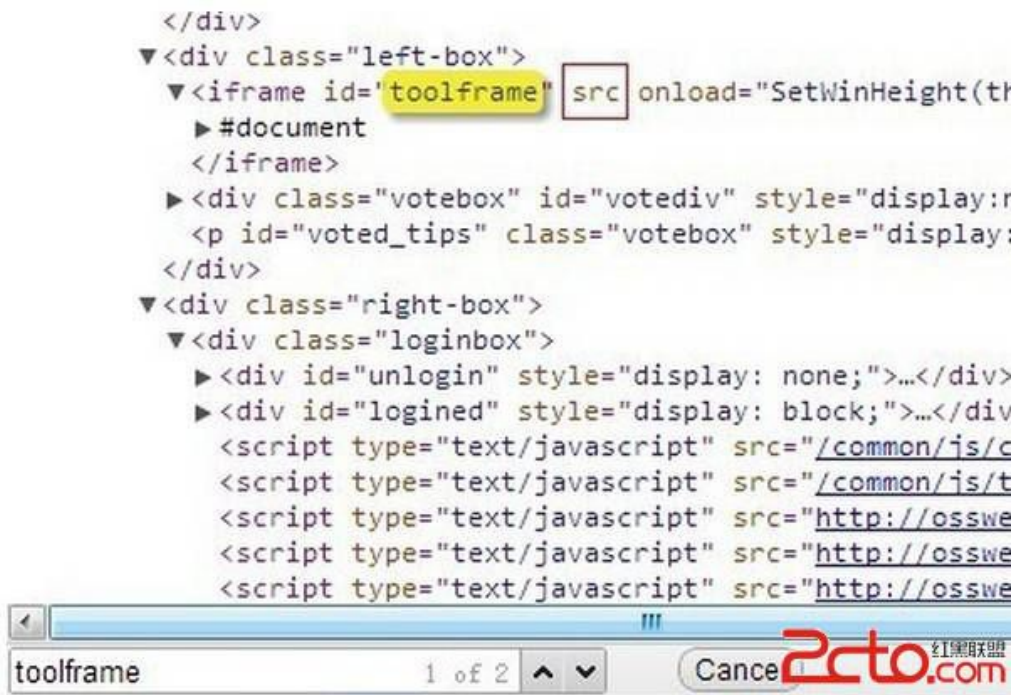 </div>
▼<div class="left-box">
▼<iframe id="toolframe" src onload="SetWinHeight(th
▶#document
</iframe>
▶<div class="votebox" id="votediv" style="display:n
<p id="voted_tips" class="votebox" style="display:
</div>
▼<div class="right-box">
▼<div class="loginbox">
▶<div id="unlogin" style="display: none;">…</div>
▶<div id="logined" style="display: block;">…</div
<script type="text/javascript" src="/common/js/c
<script type="text/javascript" src="/common/js/t
<script type="text/javascript" src="http://osswe
<script type="text/javascript" src="http://osswe
<script type="text/javascript" src="http://osswe
toolframe 1 of 2 Cance
2cto.com 红黑联盟